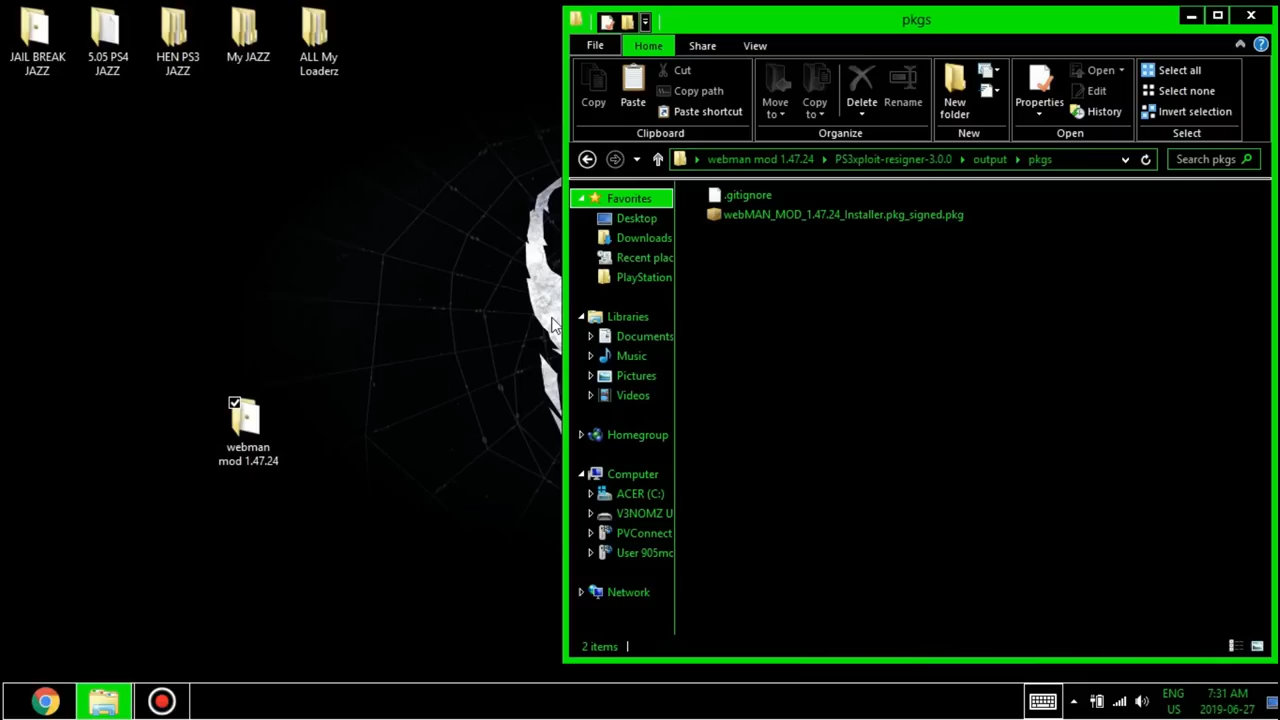 JAIL BREAK
JAZZ
5.05 PS4
JAZZ
HEN PS3
JAZZ
My JAZZ
ALL My
Loaderz
webman
mod 1.47.24
pkgs
File
Home
Share
View
Copy
Paste
Cut
Copy path
Paste shortcut
Clipboard
Move
to
Copy
to
Delete
Rename
Organize
New
folder
New
Properties
Open
Edit
History
Open
Select all
Select none
Invert selection
Select
webman mod 1.47.24
PS3xploit-resigner-3.0.0
output
pkgs
Search pkgs
Favorites
Desktop
Downloads
Recent plac
PlayStation
Libraries
Documents
Music
Pictures
Videos
Homegroup
Computer
ACER (C:)
V3NOMZ U
PVConnect
User 905mc
Network
.gitignore
webMAN_MOD_1.47.24_Installer.pkg_signed.pkg
2 items
ENG
US
7:31 AM
2019-06-27